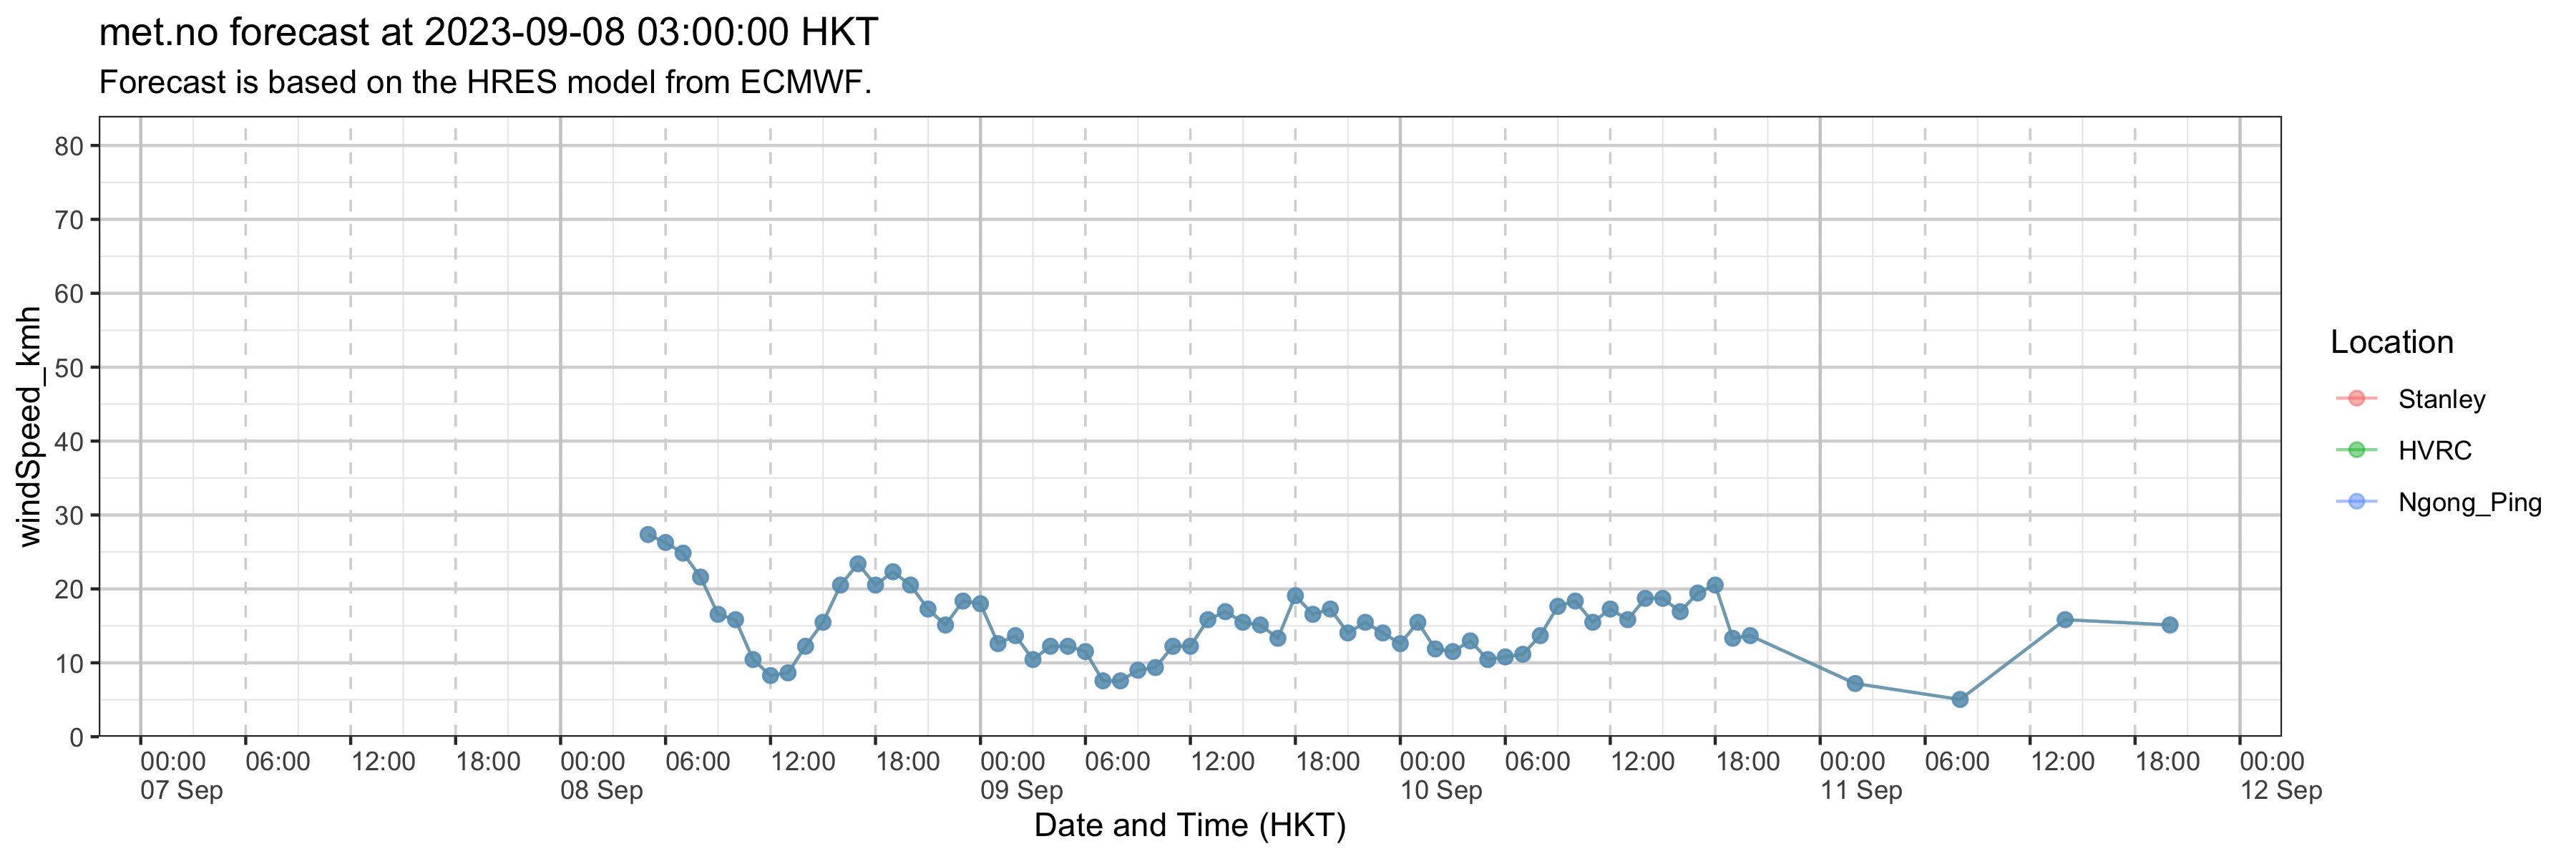 met.no forecast at 2023-09-08 03:00:00 HKT
Forecast is based on the HRES model from ECMWF.
windSpeed_kmh
80
70
60
50
40
30
20
10
0
00:00 06:00 12:00 18:00 00:00 06:00 12:00 18:00 00:00 06:00 12:00 18:00 00:00 06:00 12:00 18:00 00:00 06:00 12:00 18:00 00:00
07 Sep 08 Sep 09 Sep 10 Sep 11 Sep 12 Sep
Date and Time (HKT)
Location
Stanley
HVRC
Ngong_Ping